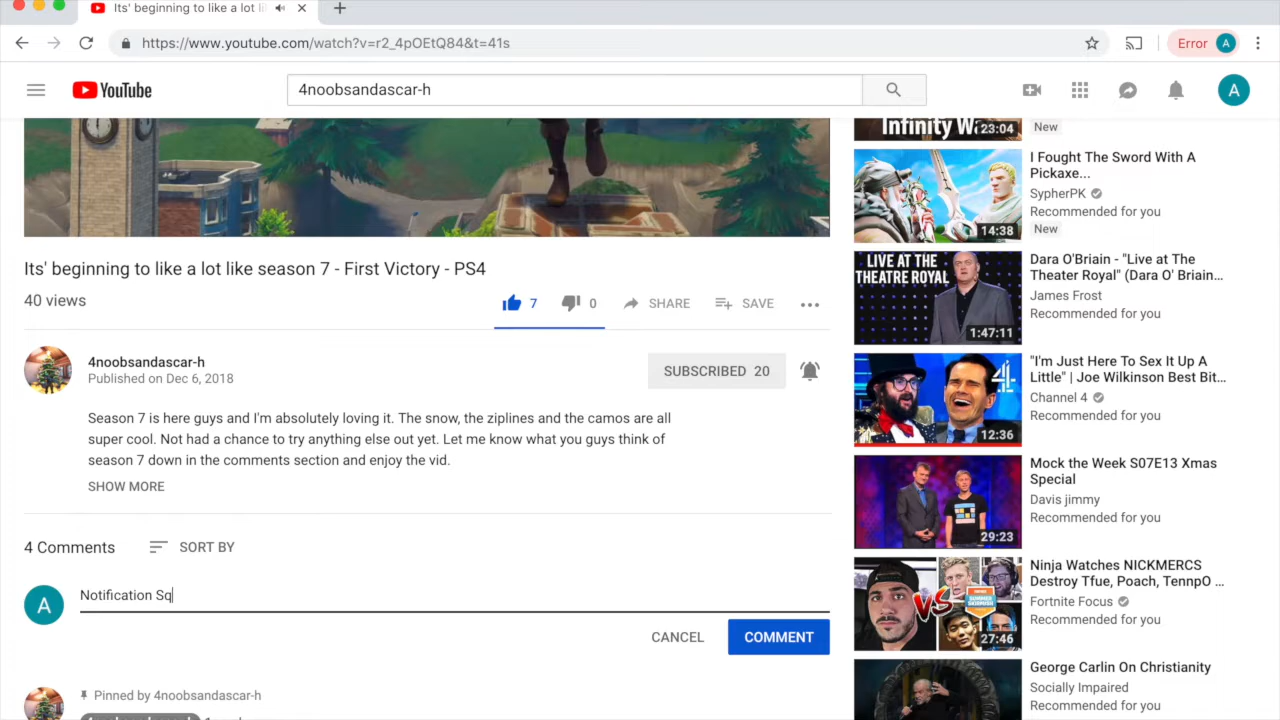 Its' beginning to like a lot li
https://www.youtube.com/watch?v=r2_4pOEtQ84&t=41s
Error A
YouTube
4noobsandascar-h
A
Infinity W
23:04
New
I Fought The Sword With A
Pickaxe...
SypherPK
Recommended for you
New
14:38
Its' beginning to like a lot like season 7 - First Victory - PS4
40 views
7 0 SHARE SAVE
LIVE AT THE
THEATRE ROYAL
1:47:11
Dara O'Briain - "Live at The
Theater Royal" (Dara O' Briain...
James Frost
Recommended for you
4noobsandascar-h
Published on Dec 6, 2018
SUBSCRIBED 20
Season 7 is here guys and I'm absolutely loving it. The snow, the ziplines and the camos are all
super cool. Not had a chance to try anything else out yet. Let me know what you guys think of
season 7 down in the comments section and enjoy the vid.
SHOW MORE
4
12:36
"I'm Just Here To Sex It Up A
Little" | Joe Wilkinson Best Bit...
Channel 4
Recommended for you
29:23
Mock the Week S07E13 Xmas
Special
Davis jimmy
Recommended for you
4 Comments SORT BY
A
Notification Sq
CANCEL COMMENT
VS
27:46
Ninja Watches NICKMERCS
Destroy Tfue, Poach, TennpO ...
Fortnite Focus
Recommended for you
Pinned by 4noobsandascar-h
George Carlin On Christianity
Socially Impaired
Recommended for you